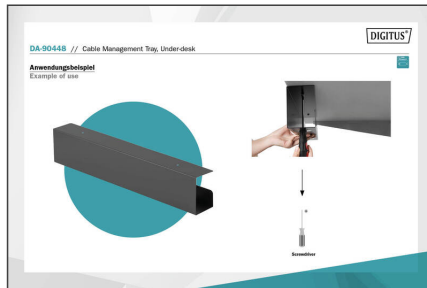 DIGITUS®
DA-90448 // Cable Management Tray, Under-desk
Anwendungsbeispiel
Example of use
Screwdriver